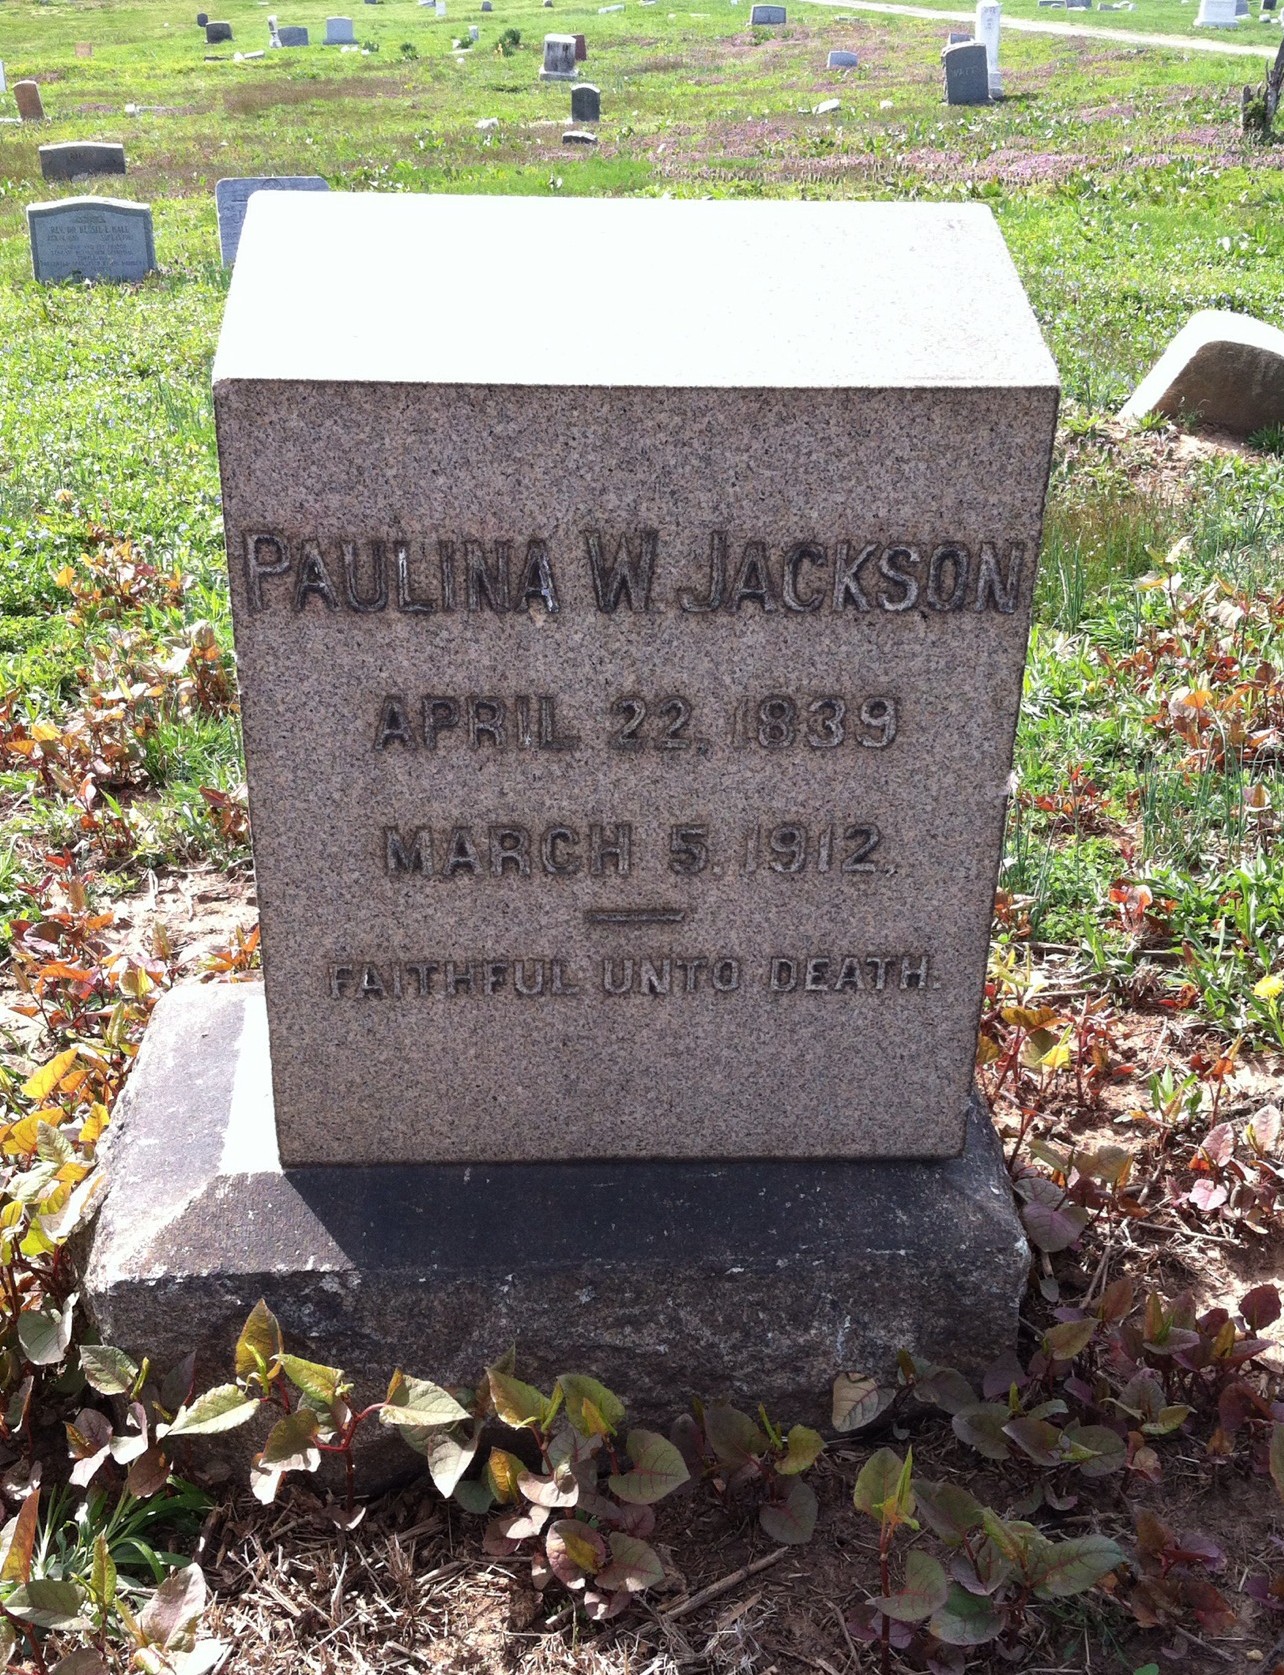 PAULINA W. JACKSON
APRIL 22, 1839
MARCH 5, 1912.
FAITHFUL UNTO DEATH.